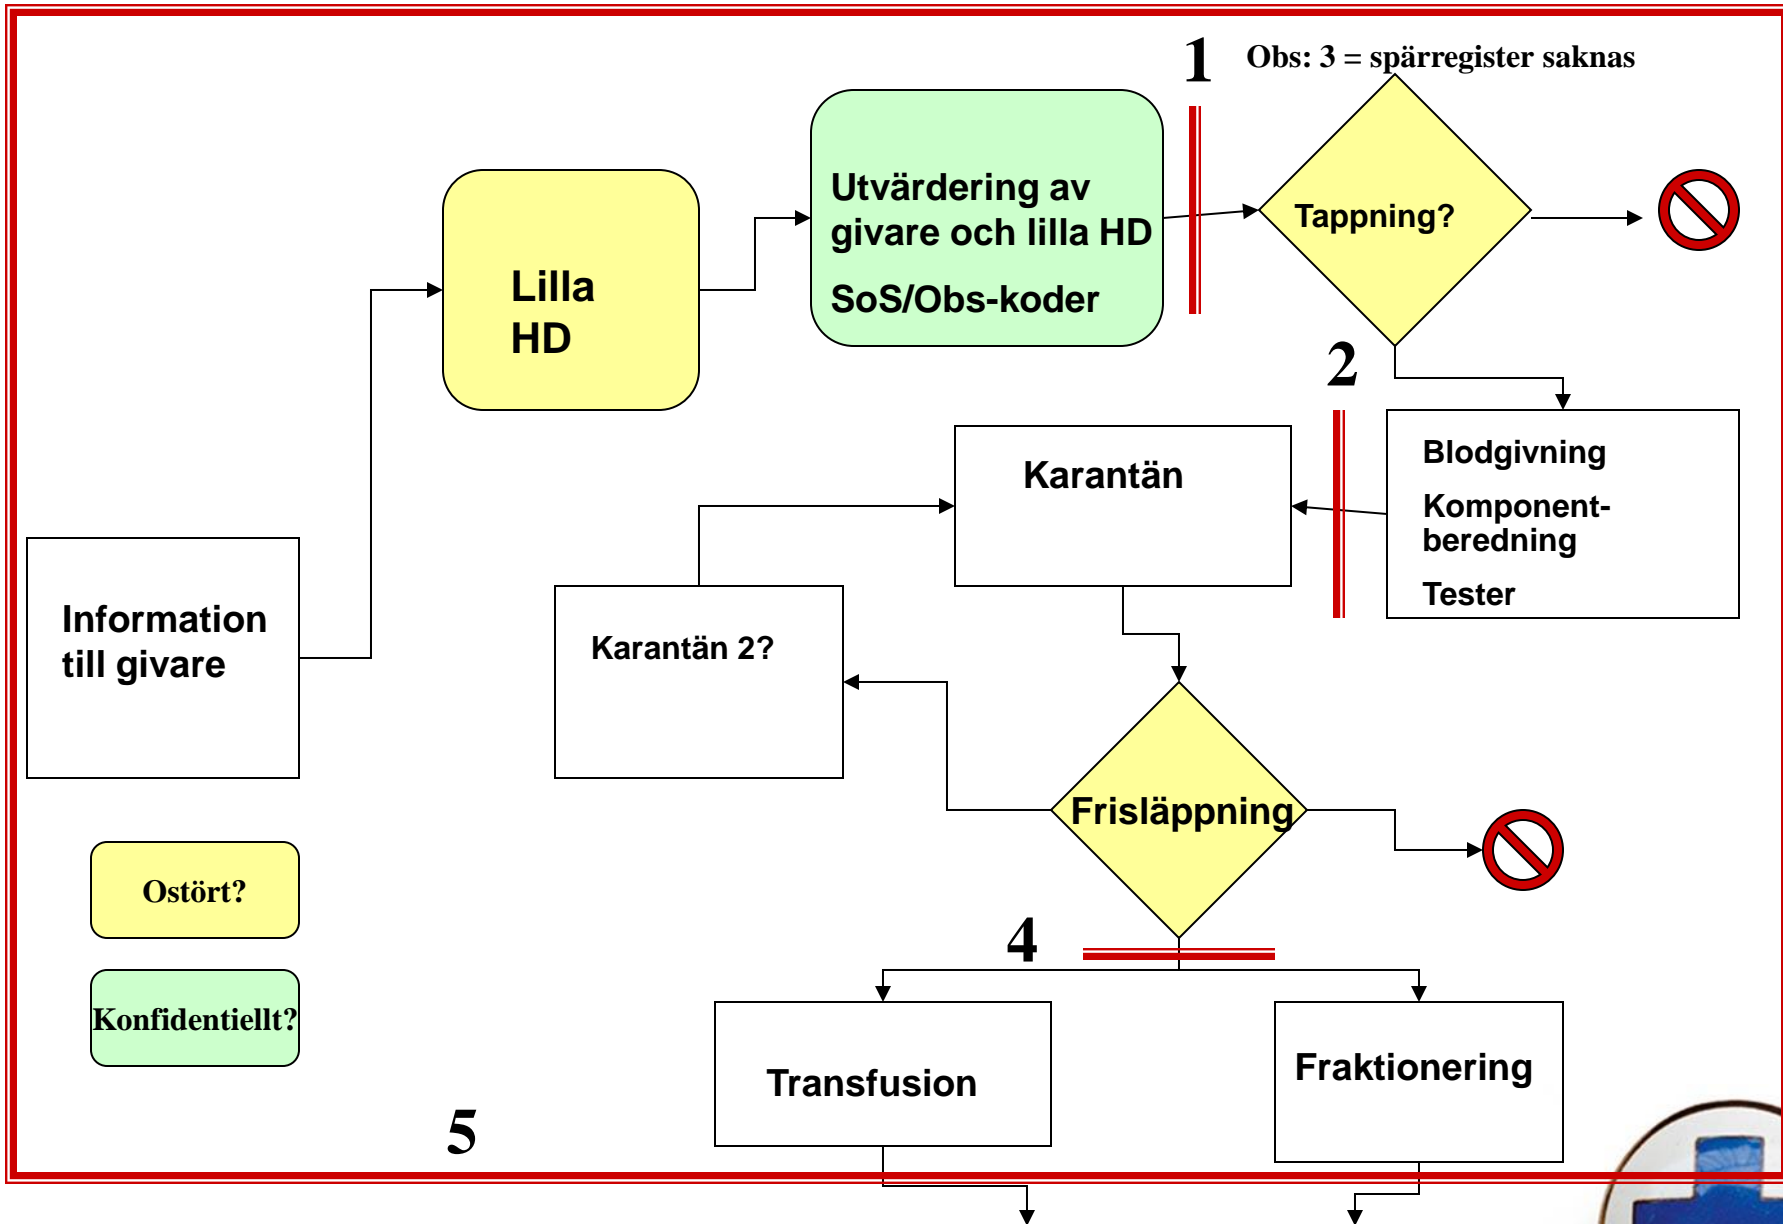 1
Obs: 3 = spärregister saknas
Utvärdering av
givare och lilla HD
SoS/Obs-koder
Tappning?
Lilla
HD
2
Blodgivning
Komponent-
beredning
Tester
Karantän
Information
till givare
Karantän 2?
Frisläppning
Ostört?
4
Konfidentiellt?
Transfusion
Fraktionering
5